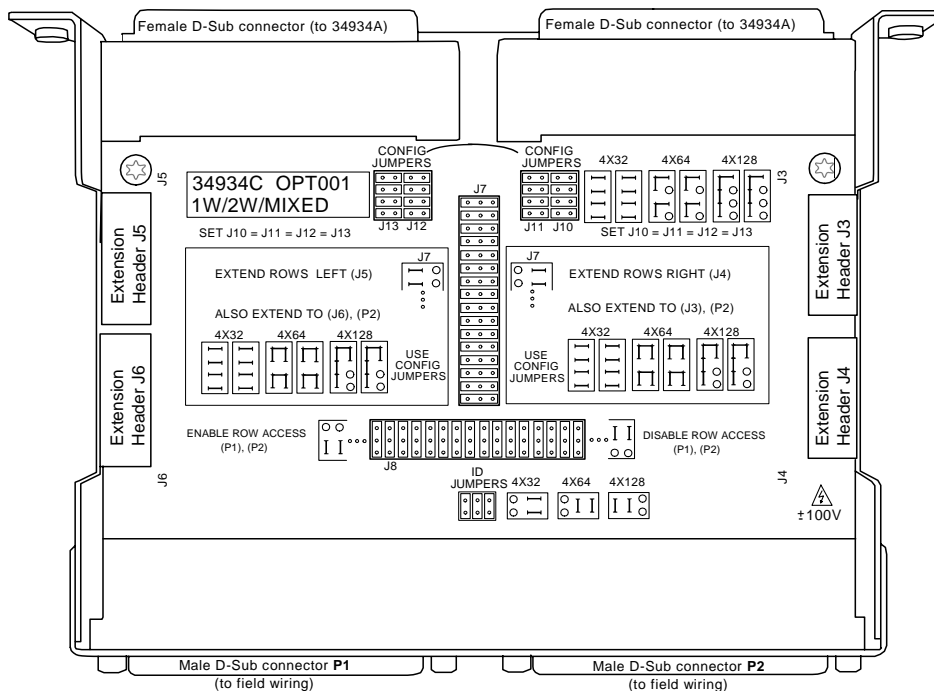 Female D-Sub connector (to 34934A)
Female D-Sub connector (to 34934A)
J5
34934C OPT001
1W/2W/MIXED
CONFIG
JUMPERS
J13 J12
J7
CONFIG
JUMPERS
J11 J10
4X32 4X64 4X128
J3
SET J10 = J11 = J12 = J13
SET J10 = J11 = J12 = J13
Extension
Header J5
Extension
Header J3
EXTEND ROWS LEFT (J5)
J7
ALSO EXTEND TO (J6), (P2)
4X32 4X64 4X128
USE
CONFIG
JUMPERS
J7
EXTEND ROWS RIGHT (J4)
ALSO EXTEND TO (J3), (P2)
4X32 4X64 4X128
USE
CONFIG
JUMPERS
Extension
Header J6
Extension
Header J4
ENABLE ROW ACCESS
(P1), (P2)
J8
DISABLE ROW ACCESS
(P1), (P2)
J6
J4
ID
JUMPERS
4X32 4X64 4X128
±100V
Male D-Sub connector P1
(to field wiring)
Male D-Sub connector P2
(to field wiring)